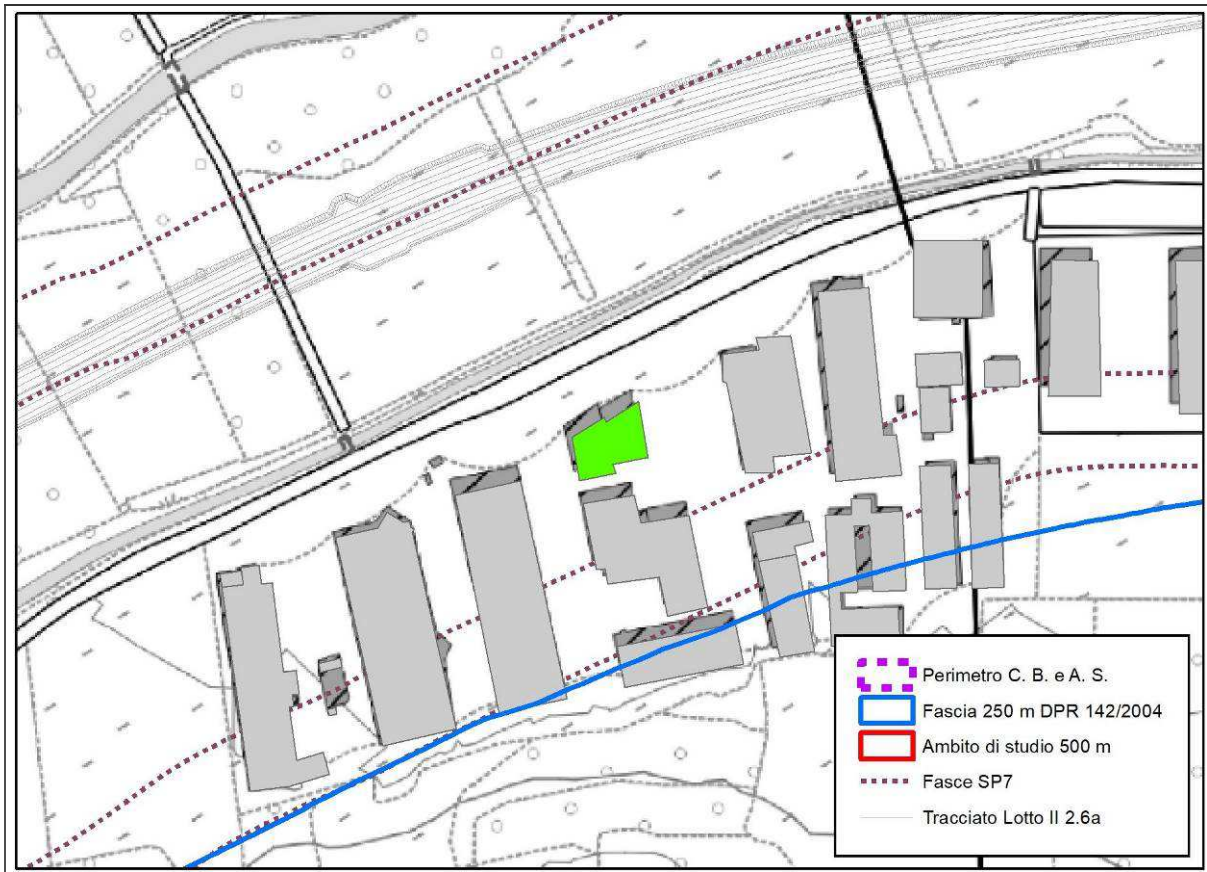 Perimetro C. B. e A. S.
Fascia 250 m DPR 142/2004
Ambito di studio 500 m
Fasce SP7
Tracciato Lotto II 2.6a